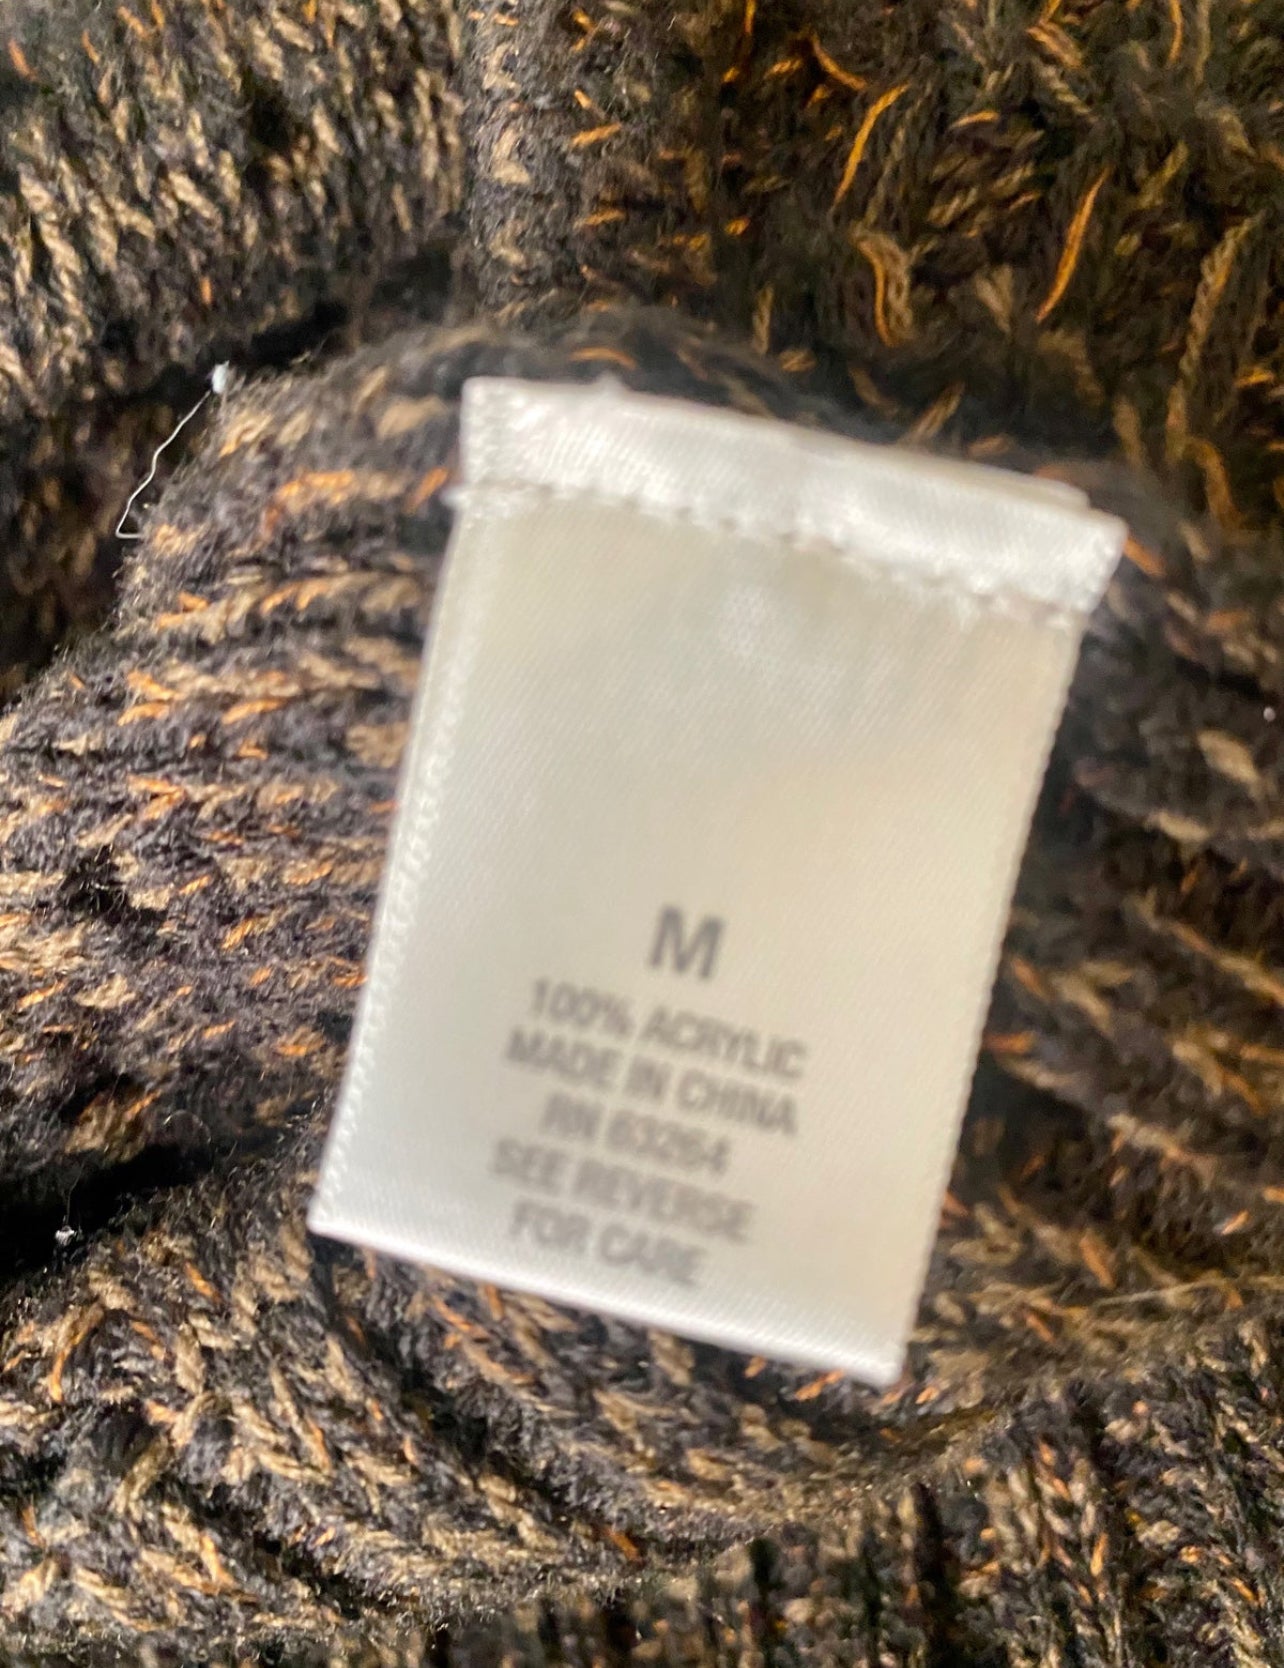 M
100% ACRYLIC
MADE IN CHINA
RN 63264
SEE REVERSE
FOR CARE